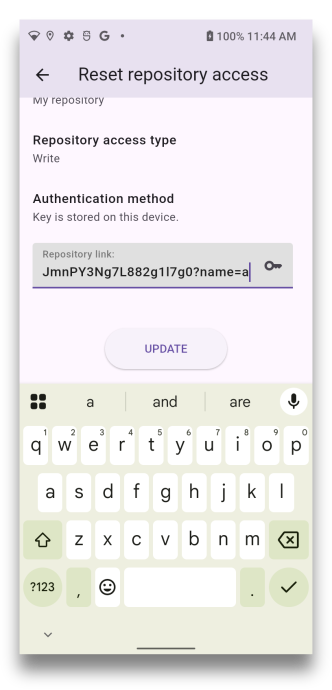 100% 11:44 AM
Reset repository access
My repository
Repository access type
Write
Authentication method
Key is stored on this device.
Repository link:
JmnPY3Ng7L882g1l7g0?name=a
UPDATE
a and are
1 2 3 4 5 6 7 8 9 0
q w e r t y u i o p
a s d f g h j k l
z x c v b n m
?123 , .